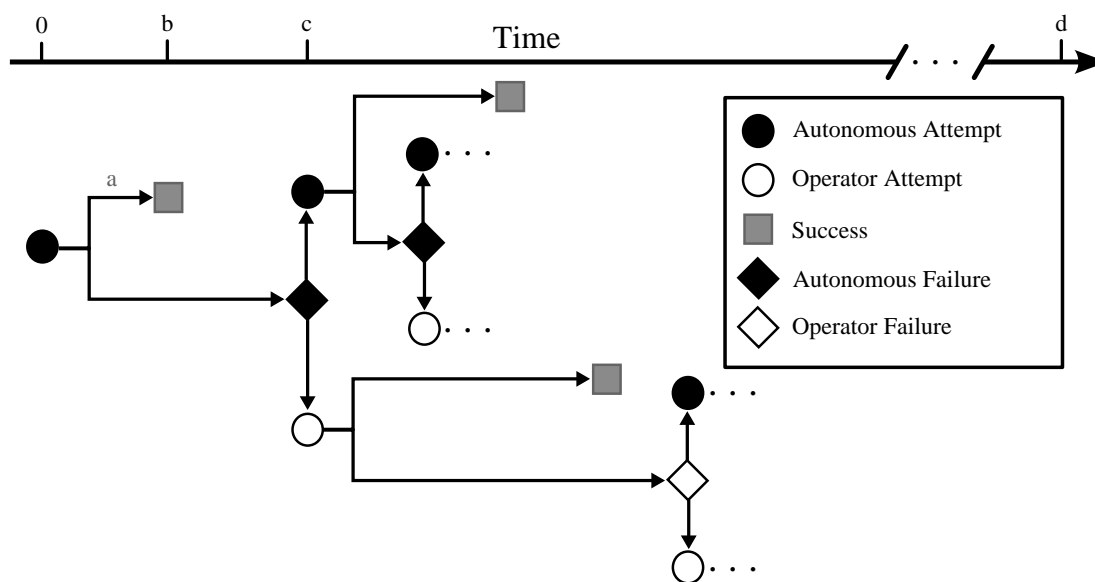 0 b c d
Time
a
Autonomous Attempt
Operator Attempt
Success
Autonomous Failure
Operator Failure